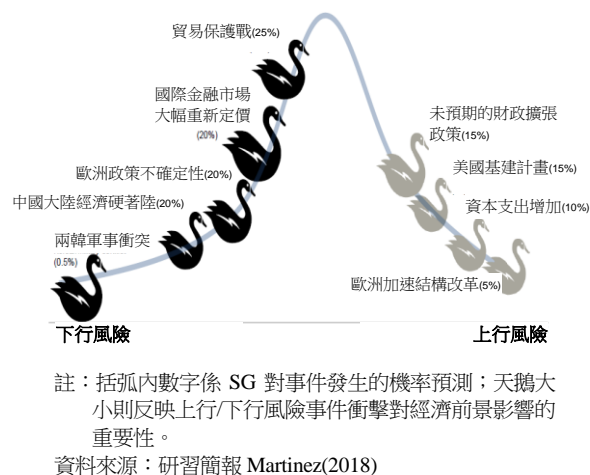 貿易保護戰(25%)
國際金融市場
大幅重新定價
(20%)
歐洲政策不確定性(20%)
中國大陸經濟硬著陸(20%)
兩韓軍事衝突
(0.5%)
未預期的財政擴張
政策(15%)
美國基建計畫(15%)
資本支出增加(10%)
歐洲加速結構改革(5%)
下行風險
上行風險
註：括弧內數字係 SG 對事件發生的機率預測；天鵝大
小則反映上行/下行風險事件衝擊對經濟前景影響的
重要性。
資料來源：研習簡報 Martinez(2018)